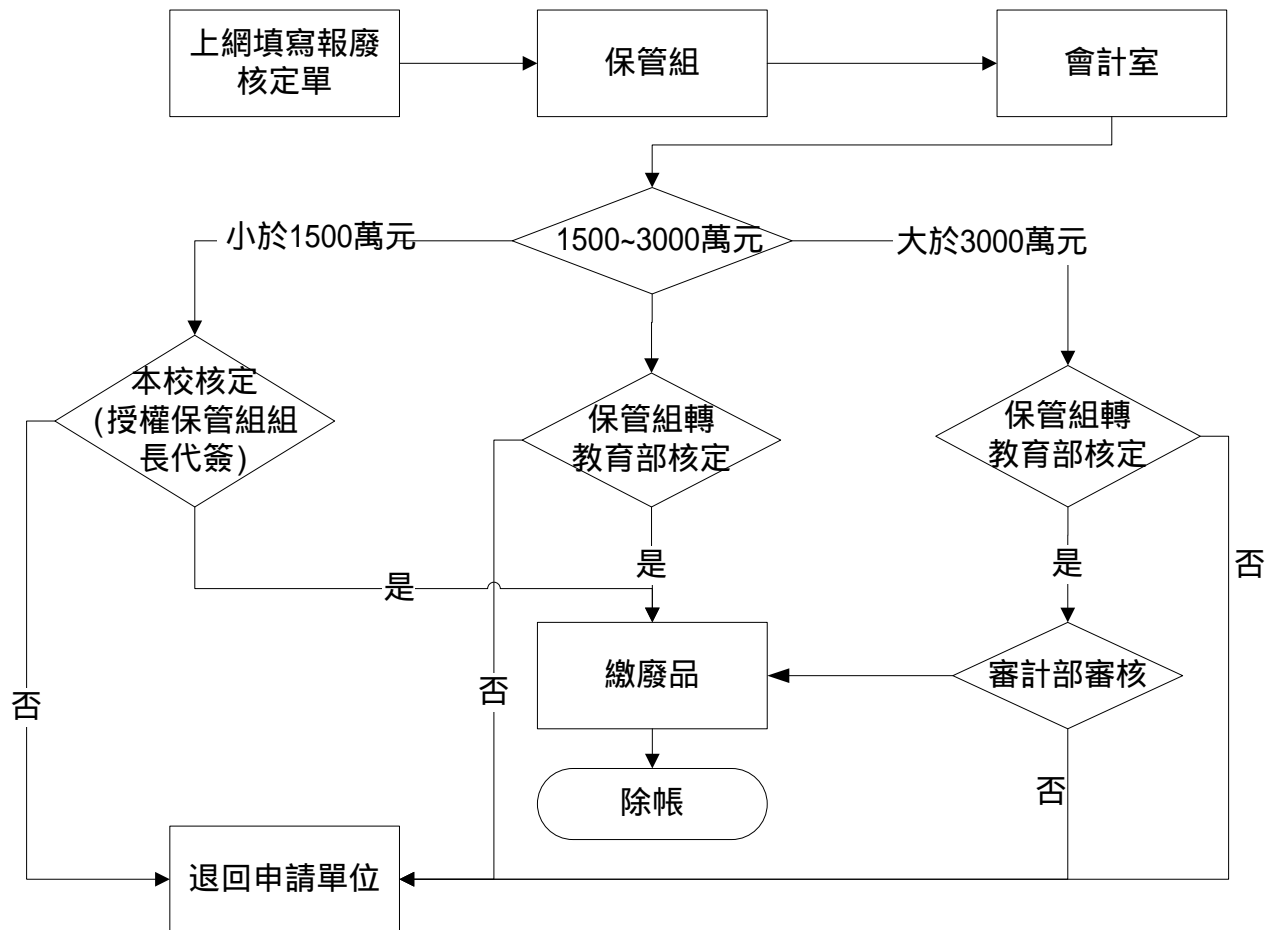 上網填寫報廢
核定單
保管組
會計室
小於1500萬元
1500~3000萬元
大於3000萬元
本校核定
(授權保管組組
長代簽)
保管組轉
教育部核定
保管組轉
教育部核定
是
是
是
否
否
否
繳廢品
審計部審核
除帳
否
退回申請單位